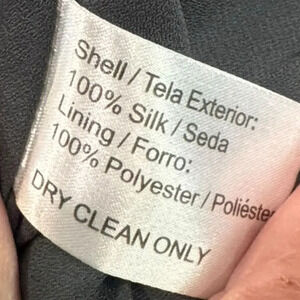 Shell / Tela Exterior:
100% Silk / Seda
Lining / Forro:
100% Polyester / Poliéster
DRY CLEAN ONLY